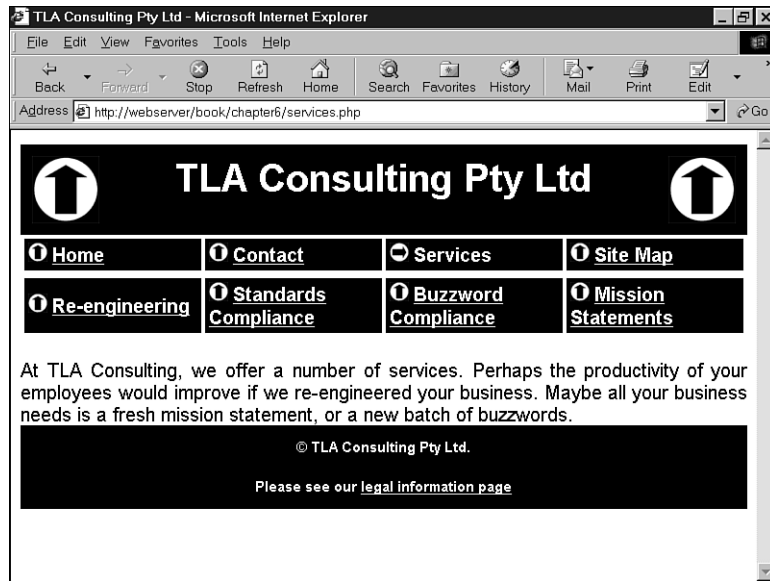 TLA Consulting Pty Ltd - Microsoft Internet Explorer
File Edit View Favorites Tools Help
Back Forward Stop Refresh Home Search Favorites History Mail Print Edit
Address http://webserver/book/chapter6/services.php Go
TLA Consulting Pty Ltd
Home Contact Services Site Map
Re-engineering Standards Compliance Buzzword Compliance Mission Statements
At TLA Consulting, we offer a number of services. Perhaps the productivity of your
employees would improve if we re-engineered your business. Maybe all your business
needs is a fresh mission statement, or a new batch of buzzwords.
© TLA Consulting Pty Ltd.
Please see our legal information page